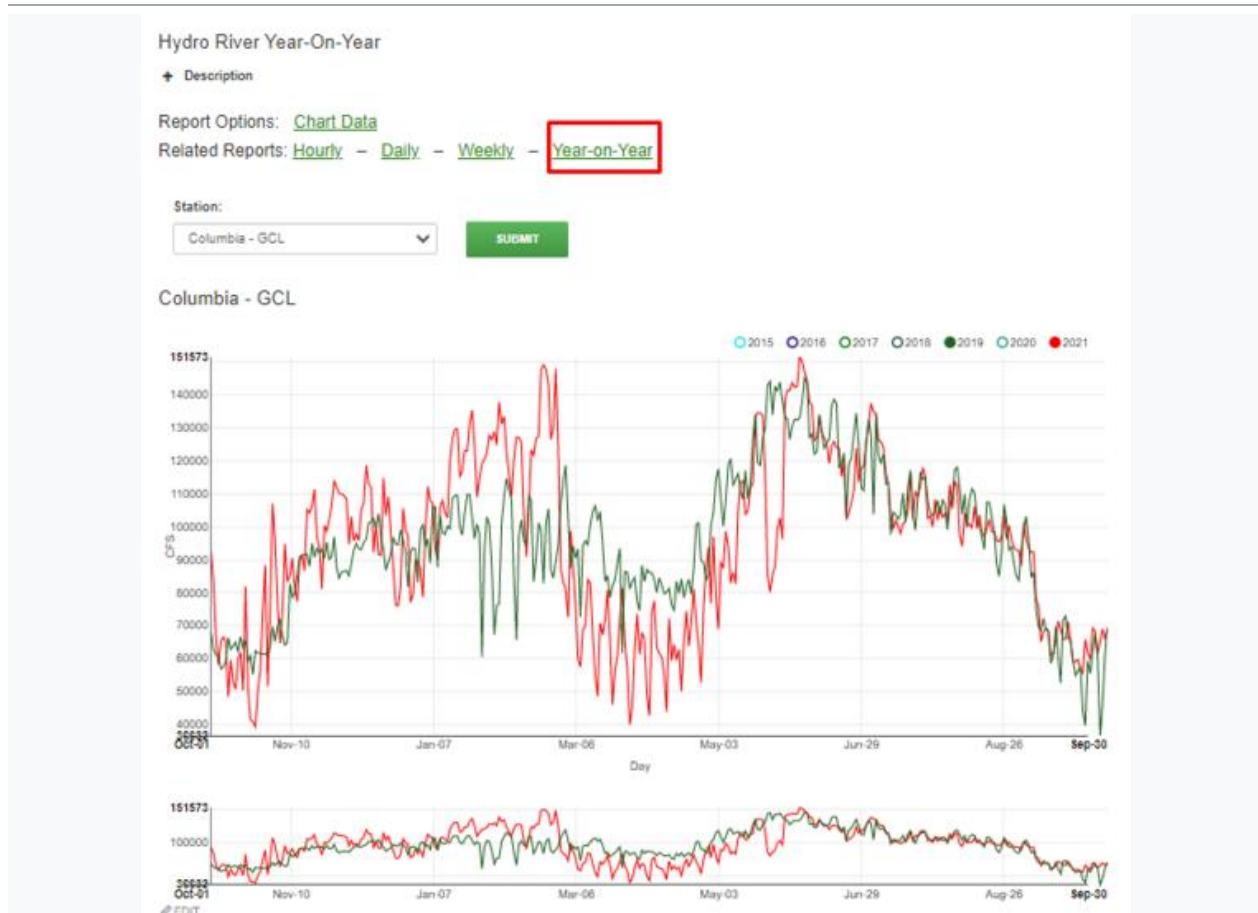 Hydro River Year-On-Year
+ Description
Report Options: Chart Data
Related Reports: Hourly – Daily – Weekly – Year-on-Year
Station:
Columbia - GCL
SUBMIT
Columbia - GCL
2015 2016 2017 2018 2019 2020 2021
151573
140000
130000
120000
110000
100000
CFS
90000
80000
70000
60000
50000
40000
Oct-01 Nov-10 Jan-07 Mar-06 May-03 Jun-29 Aug-26 Sep-30
Day
151573
100000
Oct-01 Nov-10 Jan-07 Mar-06 May-03 Jun-29 Aug-26 Sep-30
EDIT